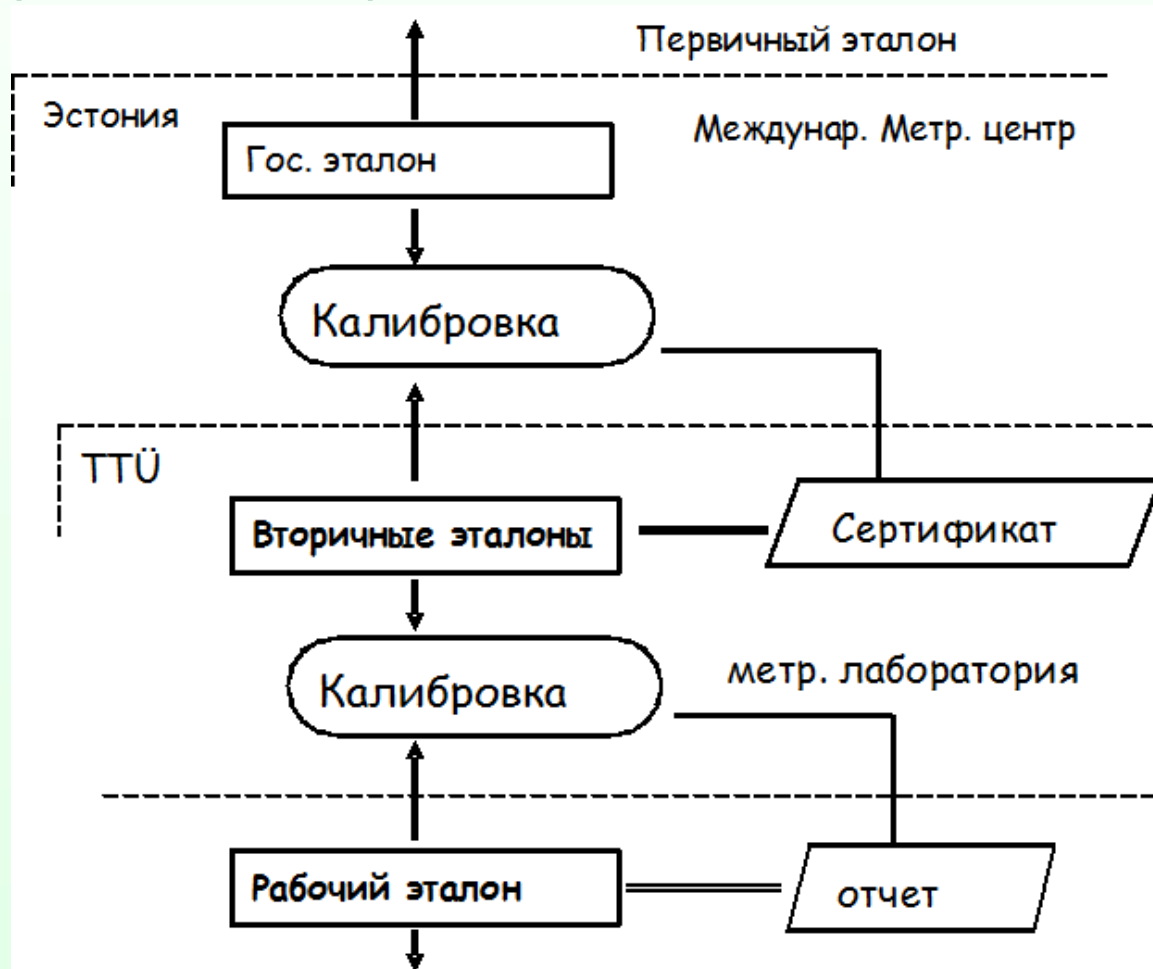 Первичный эталон
Эстония
Междунар. Метр. центр
Гос. эталон
Калибровка
TTÜ
Вторичные эталоны
Сертификат
Калибровка
метр. лаборатория
Рабочий эталон
отчет